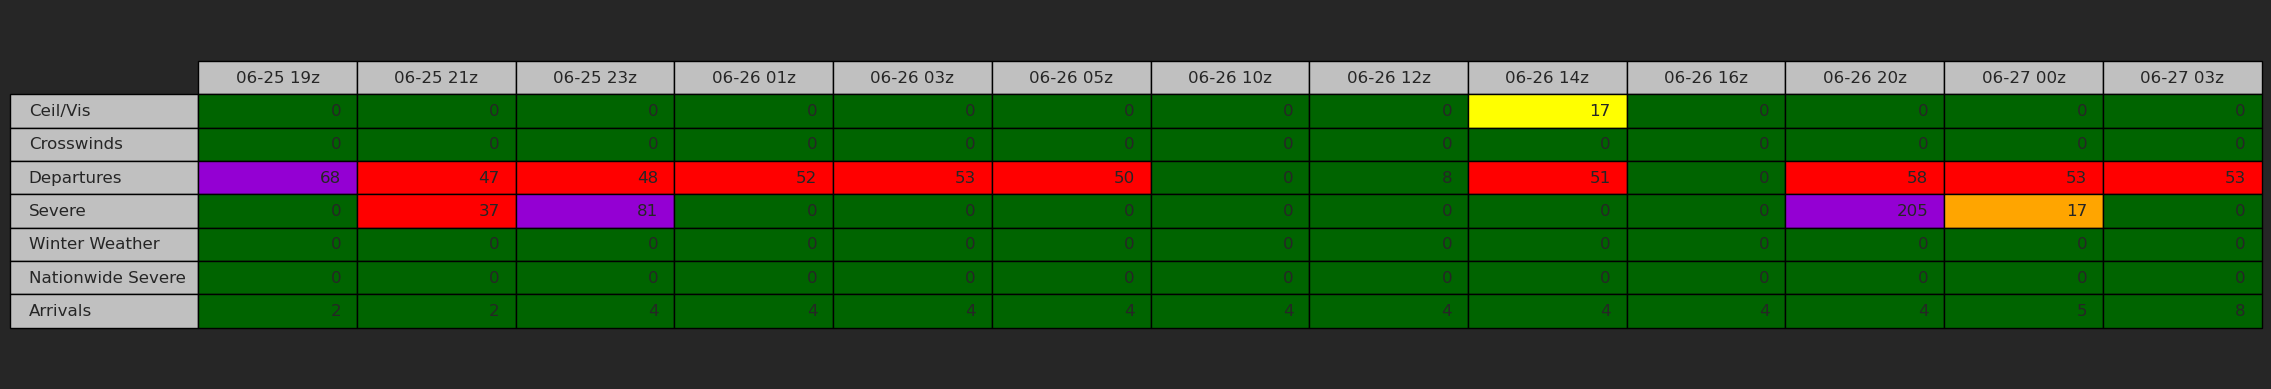 06-25 19z 06-25 21z 06-25 23z 06-26 01z 06-26 03z 06-26 05z 06-26 10z 06-26 12z 06-26 14z 06-26 16z 06-26 20z 06-27 00z 06-27 03z
Ceil/Vis 0 0 0 0 0 0 0 0 17 0 0 0 0
Crosswinds 0 0 0 0 0 0 0 0 0 0 0 0 0
Departures 68 47 48 52 53 50 0 8 51 0 58 53 53
Severe 0 37 81 0 0 0 0 0 0 0 205 17 0
Winter Weather 0 0 0 0 0 0 0 0 0 0 0 0 0
Nationwide Severe 0 0 0 0 0 0 0 0 0 0 0 0 0
Arrivals 2 2 4 4 4 4 4 4 4 4 4 5 8